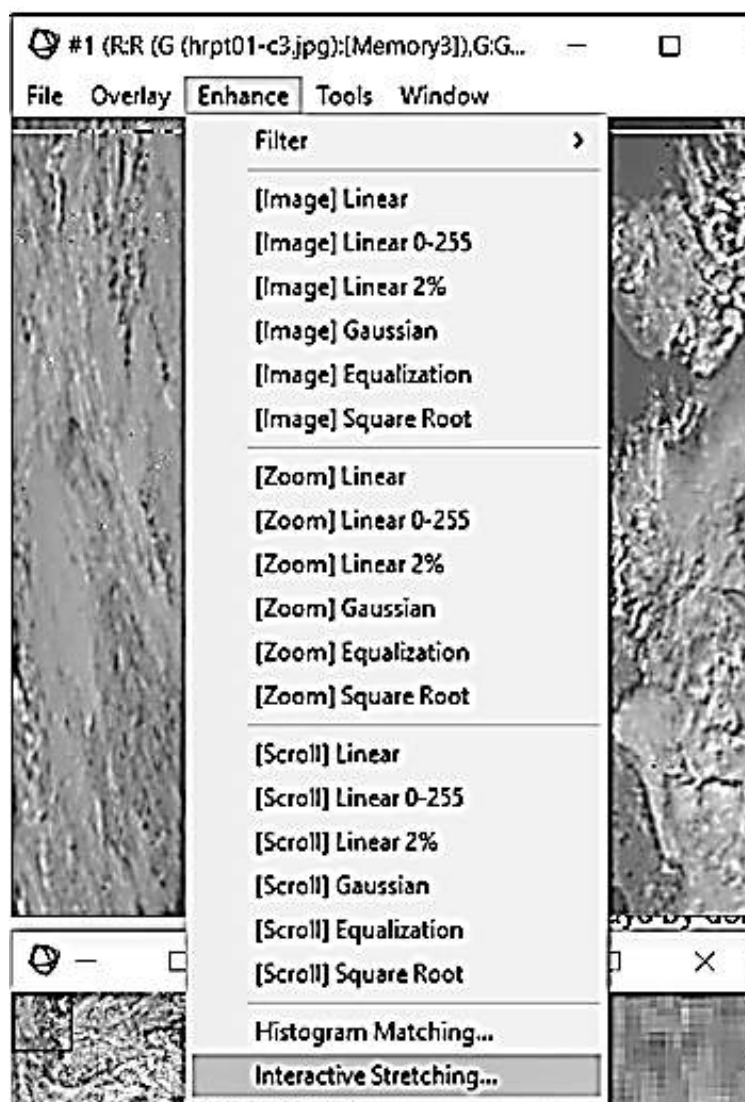 #1 (R:R (G (hrpt01-c3.jpg):[Memory3]),G:G...
File Overlay Enhance Tools Window
Filter
[Image] Linear
[Image] Linear 0-255
[Image] Linear 2%
[Image] Gaussian
[Image] Equalization
[Image] Square Root
[Zoom] Linear
[Zoom] Linear 0-255
[Zoom] Linear 2%
[Zoom] Gaussian
[Zoom] Equalization
[Zoom] Square Root
[Scroll] Linear
[Scroll] Linear 0-255
[Scroll] Linear 2%
[Scroll] Gaussian
[Scroll] Equalization
[Scroll] Square Root
Histogram Matching...
Interactive Stretching...